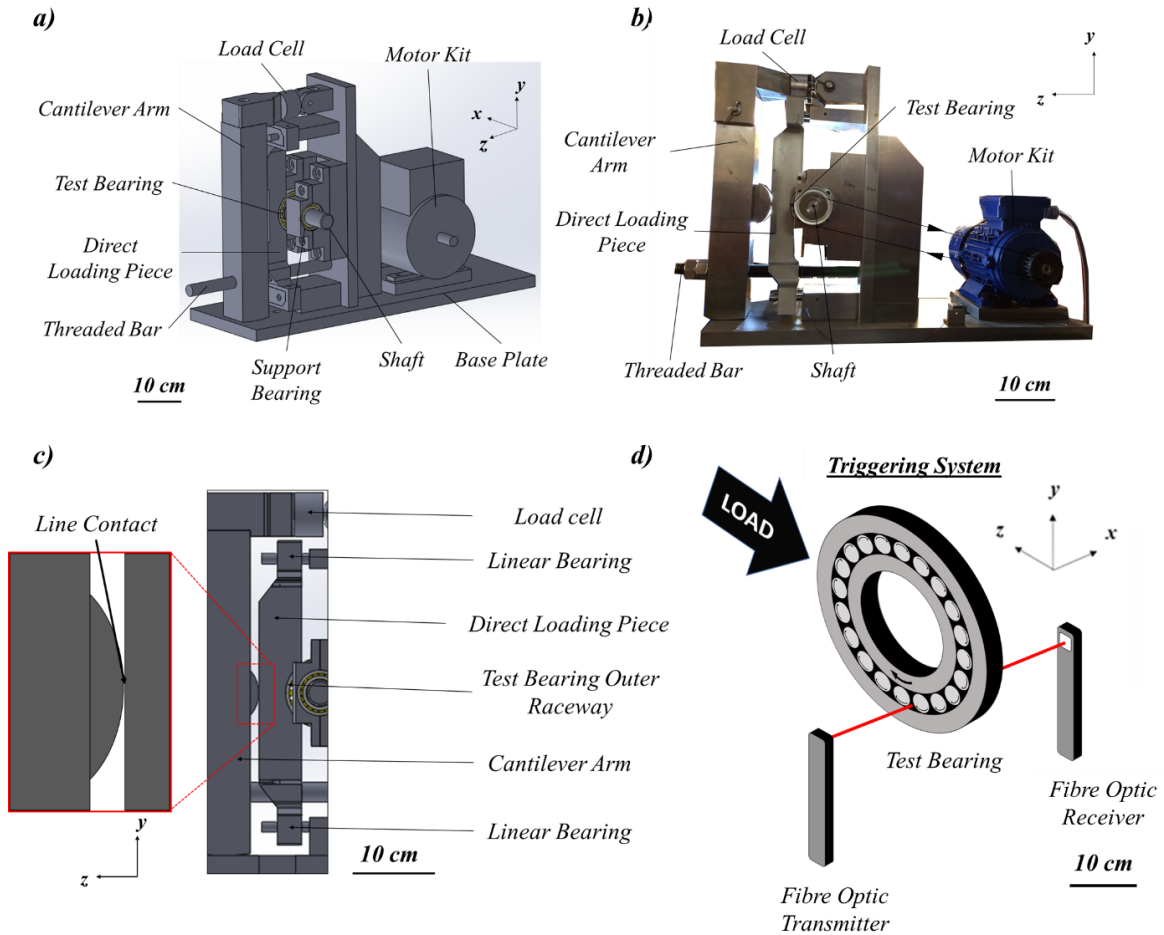 a)
Load Cell
Motor Kit
Cantilever Arm
y
x
z
Test Bearing
Direct
Loading Piece
Threaded Bar
Support
Bearing
Shaft
Base Plate
10 cm
b)
Load Cell
y
z
Test Bearing
Cantilever
Arm
Motor Kit
Direct Loading
Piece
Threaded Bar
Shaft
10 cm
c)
Line Contact
Load cell
Linear Bearing
Direct Loading Piece
Test Bearing Outer
Raceway
Cantilever Arm
Linear Bearing
y
z
10 cm
d)
Triggering System
LOAD
y
z
x
Test Bearing
Fibre Optic
Receiver
Fibre Optic
Transmitter
10 cm